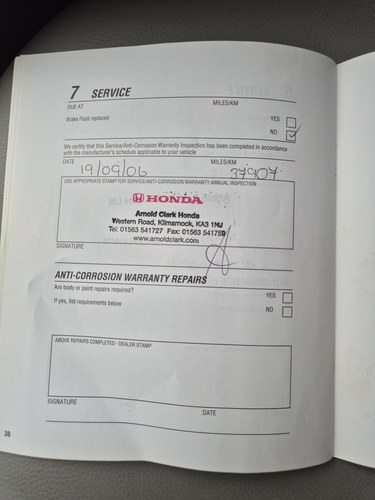 7 SERVICE
DUE AT MILES/KM
Brake fluid replaced YES
NO
We certify that this Service/Anti-Corrosion Warranty Inspection has been completed in accordance
with the manufacturer's schedule applicable to your vehicle
DATE MILES/KM
19/09/06 37907
USE APPROPRIATE STAMP FOR SERVICE/ANTI-CORROSION WARRANTY ANNUAL INSPECTION
HONDA
Arnold Clark Honda
Western Road, Kilmarnock, KA3 1NU
Tel: 01563 541727 Fax: 01563 541759
www.arnoldclark.com
SIGNATURE
ANTI-CORROSION WARRANTY REPAIRS
Are body or paint repairs required? YES
If yes, list requirements below NO
ABOVE REPAIRS COMPLETED - DEALER STAMP
SIGNATURE
DATE
38